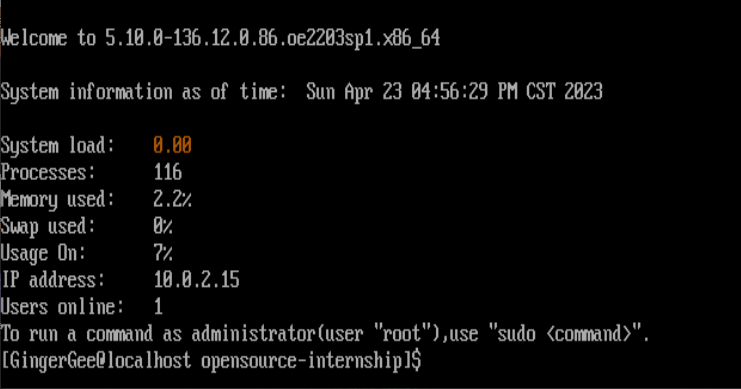 Welcome to 5.10.0-136.12.0.86.oe2203sp1.x86_64
System information as of time:  Sun Apr 23 04:56:29 PM CST 2023
System load:    0.00
Processes:      116
Memory used:    2.2%
Swap used:      0%
Usage On:       7%
IP address:     10.0.2.15
Users online:   1
To run a command as administrator(user "root"),use "sudo <command>".
[GingerGee@localhost opensource-internship]$